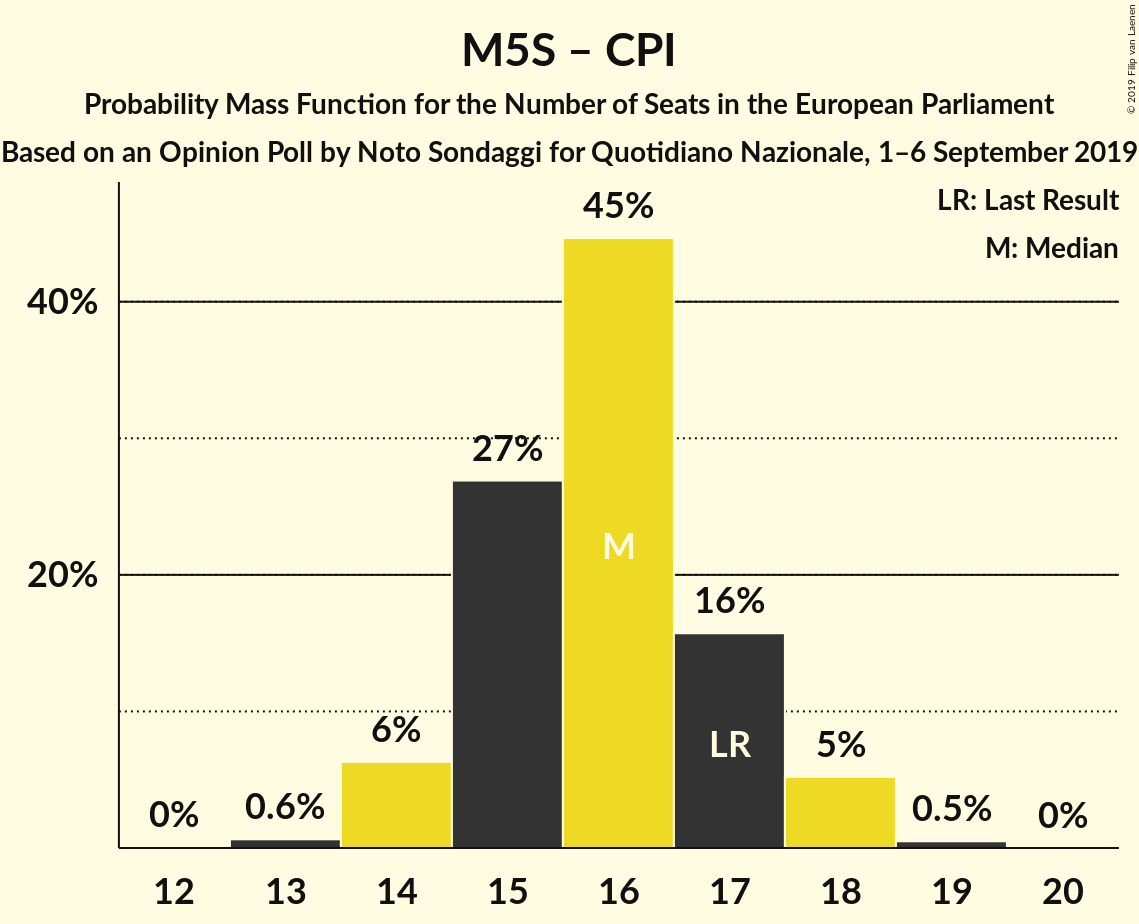 M5S – CPI
Probability Mass Function for the Number of Seats in the European Parliament
Based on an Opinion Poll by Noto Sondaggi for Quotidiano Nazionale, 1–6 September 2019
© 2019 Filip van Laenen
LR: Last Result
M: Median
45%
40%
27%
M
20%
16%
6%
LR
5%
0%
0.6%
0.5%
0%
12 13 14 15 16 17 18 19 20